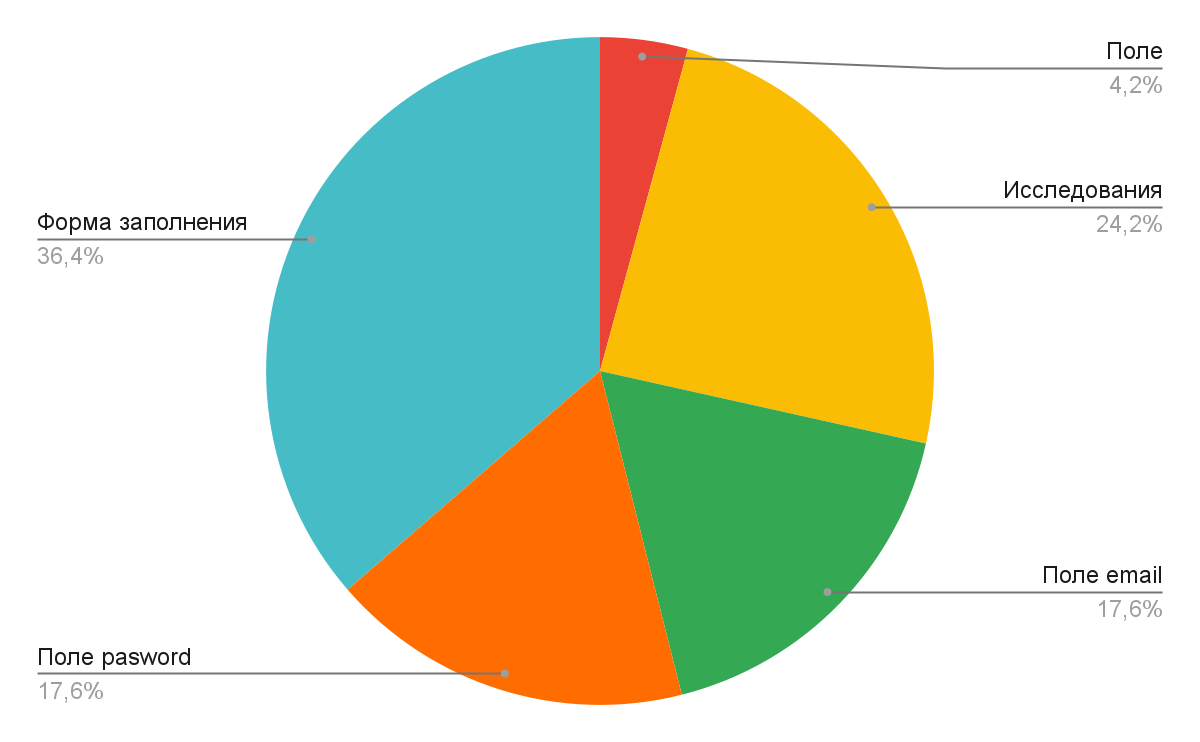 Поле
4,2%
Исследования
24,2%
Форма заполнения
36,4%
Поле email
17,6%
Поле pasword
17,6%